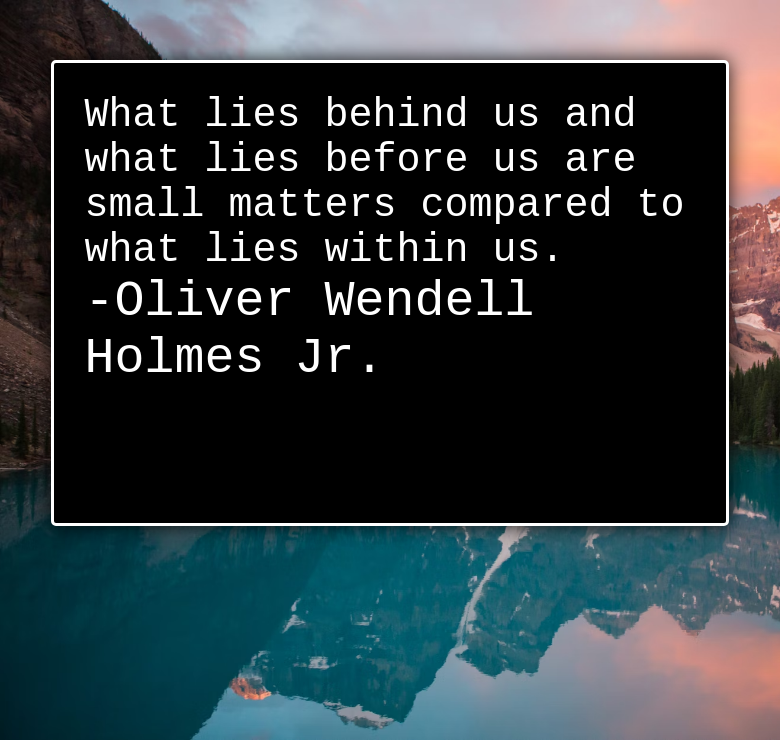 What lies behind us and
what lies before us are
small matters compared to
what lies within us.
-Oliver Wendell
Holmes Jr.